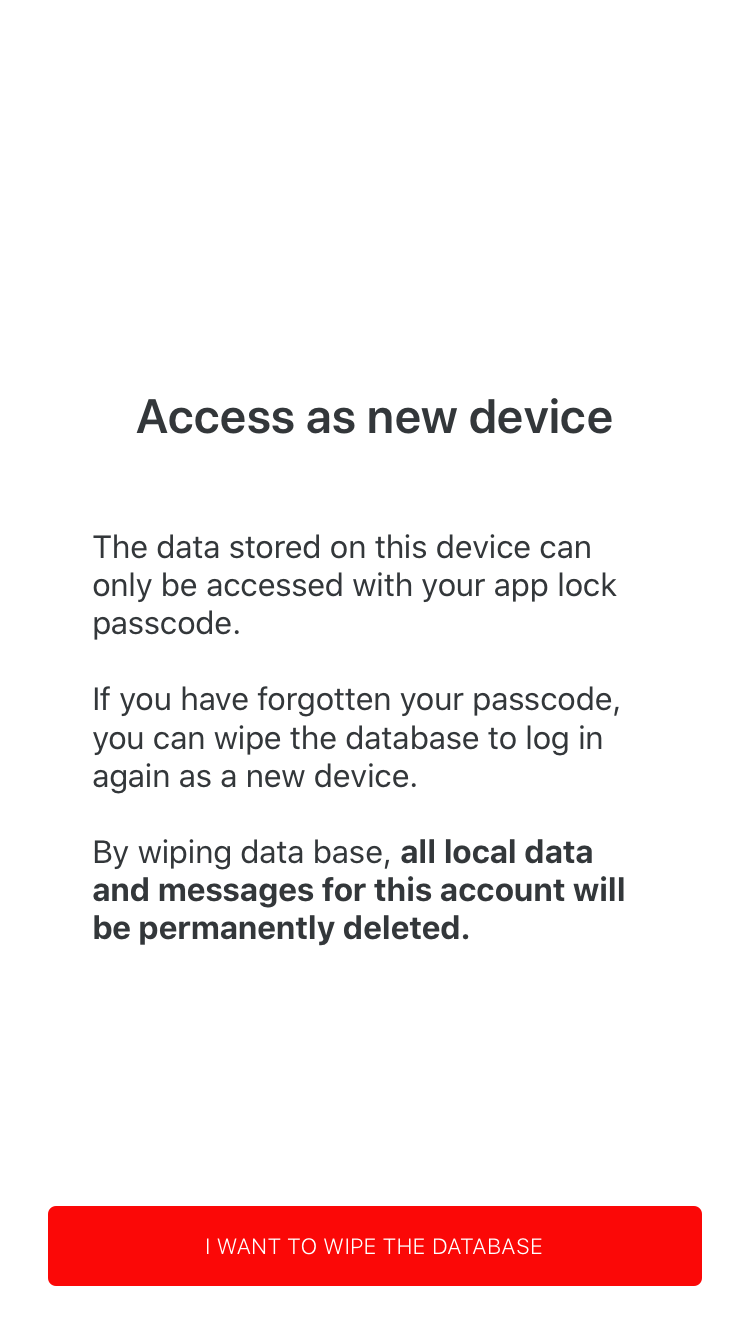 Access as new device
The data stored on this device can
only be accessed with your app lock
passcode.
If you have forgotten your passcode,
you can wipe the database to log in
again as a new device.
By wiping data base, all local data
and messages for this account will
be permanently deleted.
I WANT TO WIPE THE DATABASE